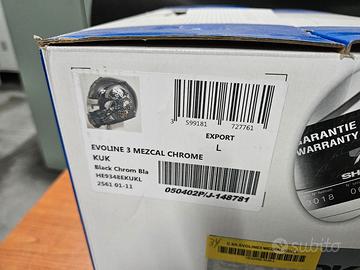 3 599181 727761
EXPORT
L
EVOLINE 3 MEZCAL CHROME
KUK
Black Chrom Bla
HE9348EKUKL
2561 01-11
050402P/J-148781
GARANTIE
WARRANTY
SH
subito